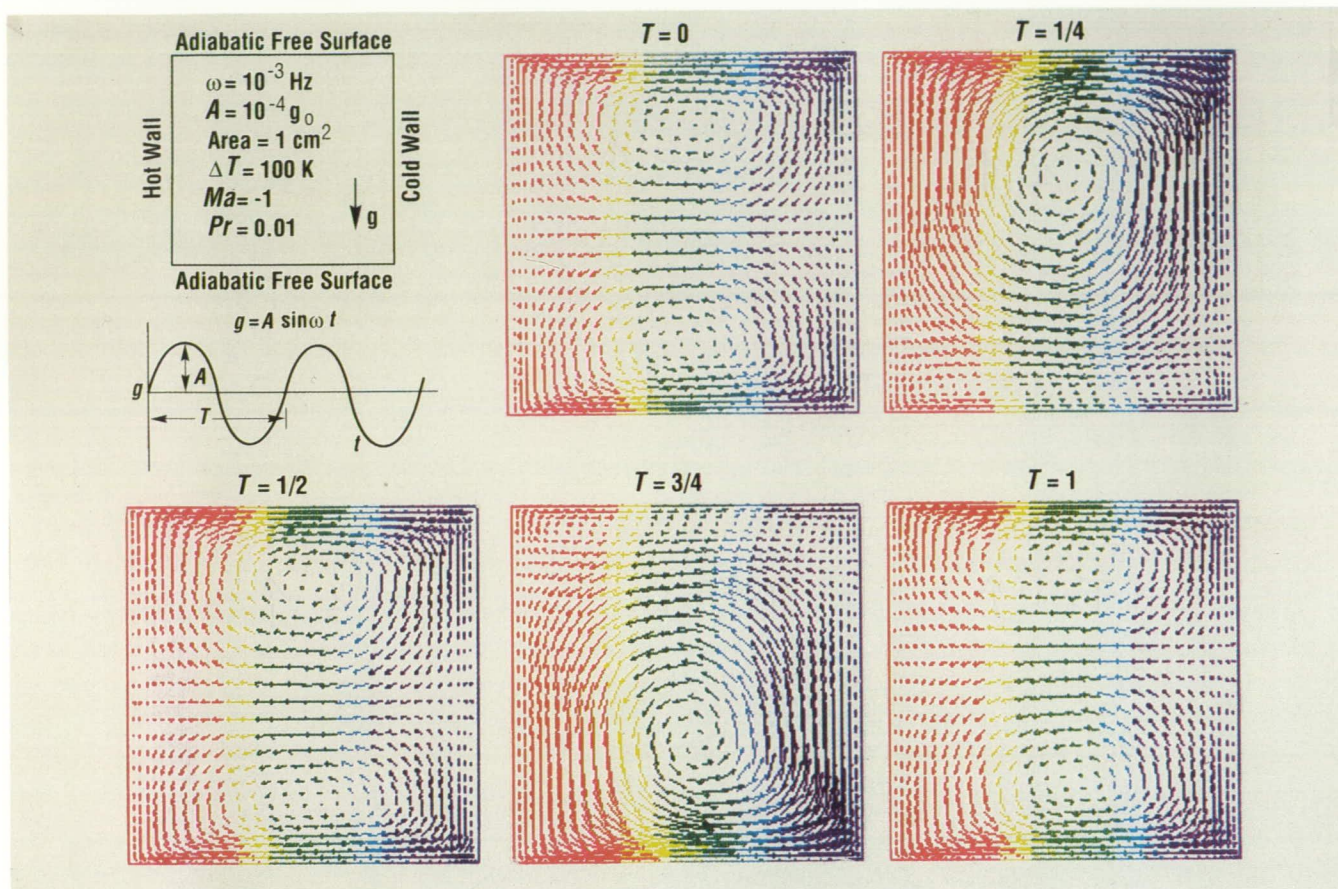 Adiabatic Free Surface
Hot Wall
ω = 10⁻³ Hz
A = 10⁻⁴ g₀
Area = 1 cm²
ΔT = 100 K
Ma = -1
Pr = 0.01
g
Cold Wall
Adiabatic Free Surface
g = A sinω t
g
A
T
t
T = 0
T = 1/4
T = 1/2
T = 3/4
T = 1